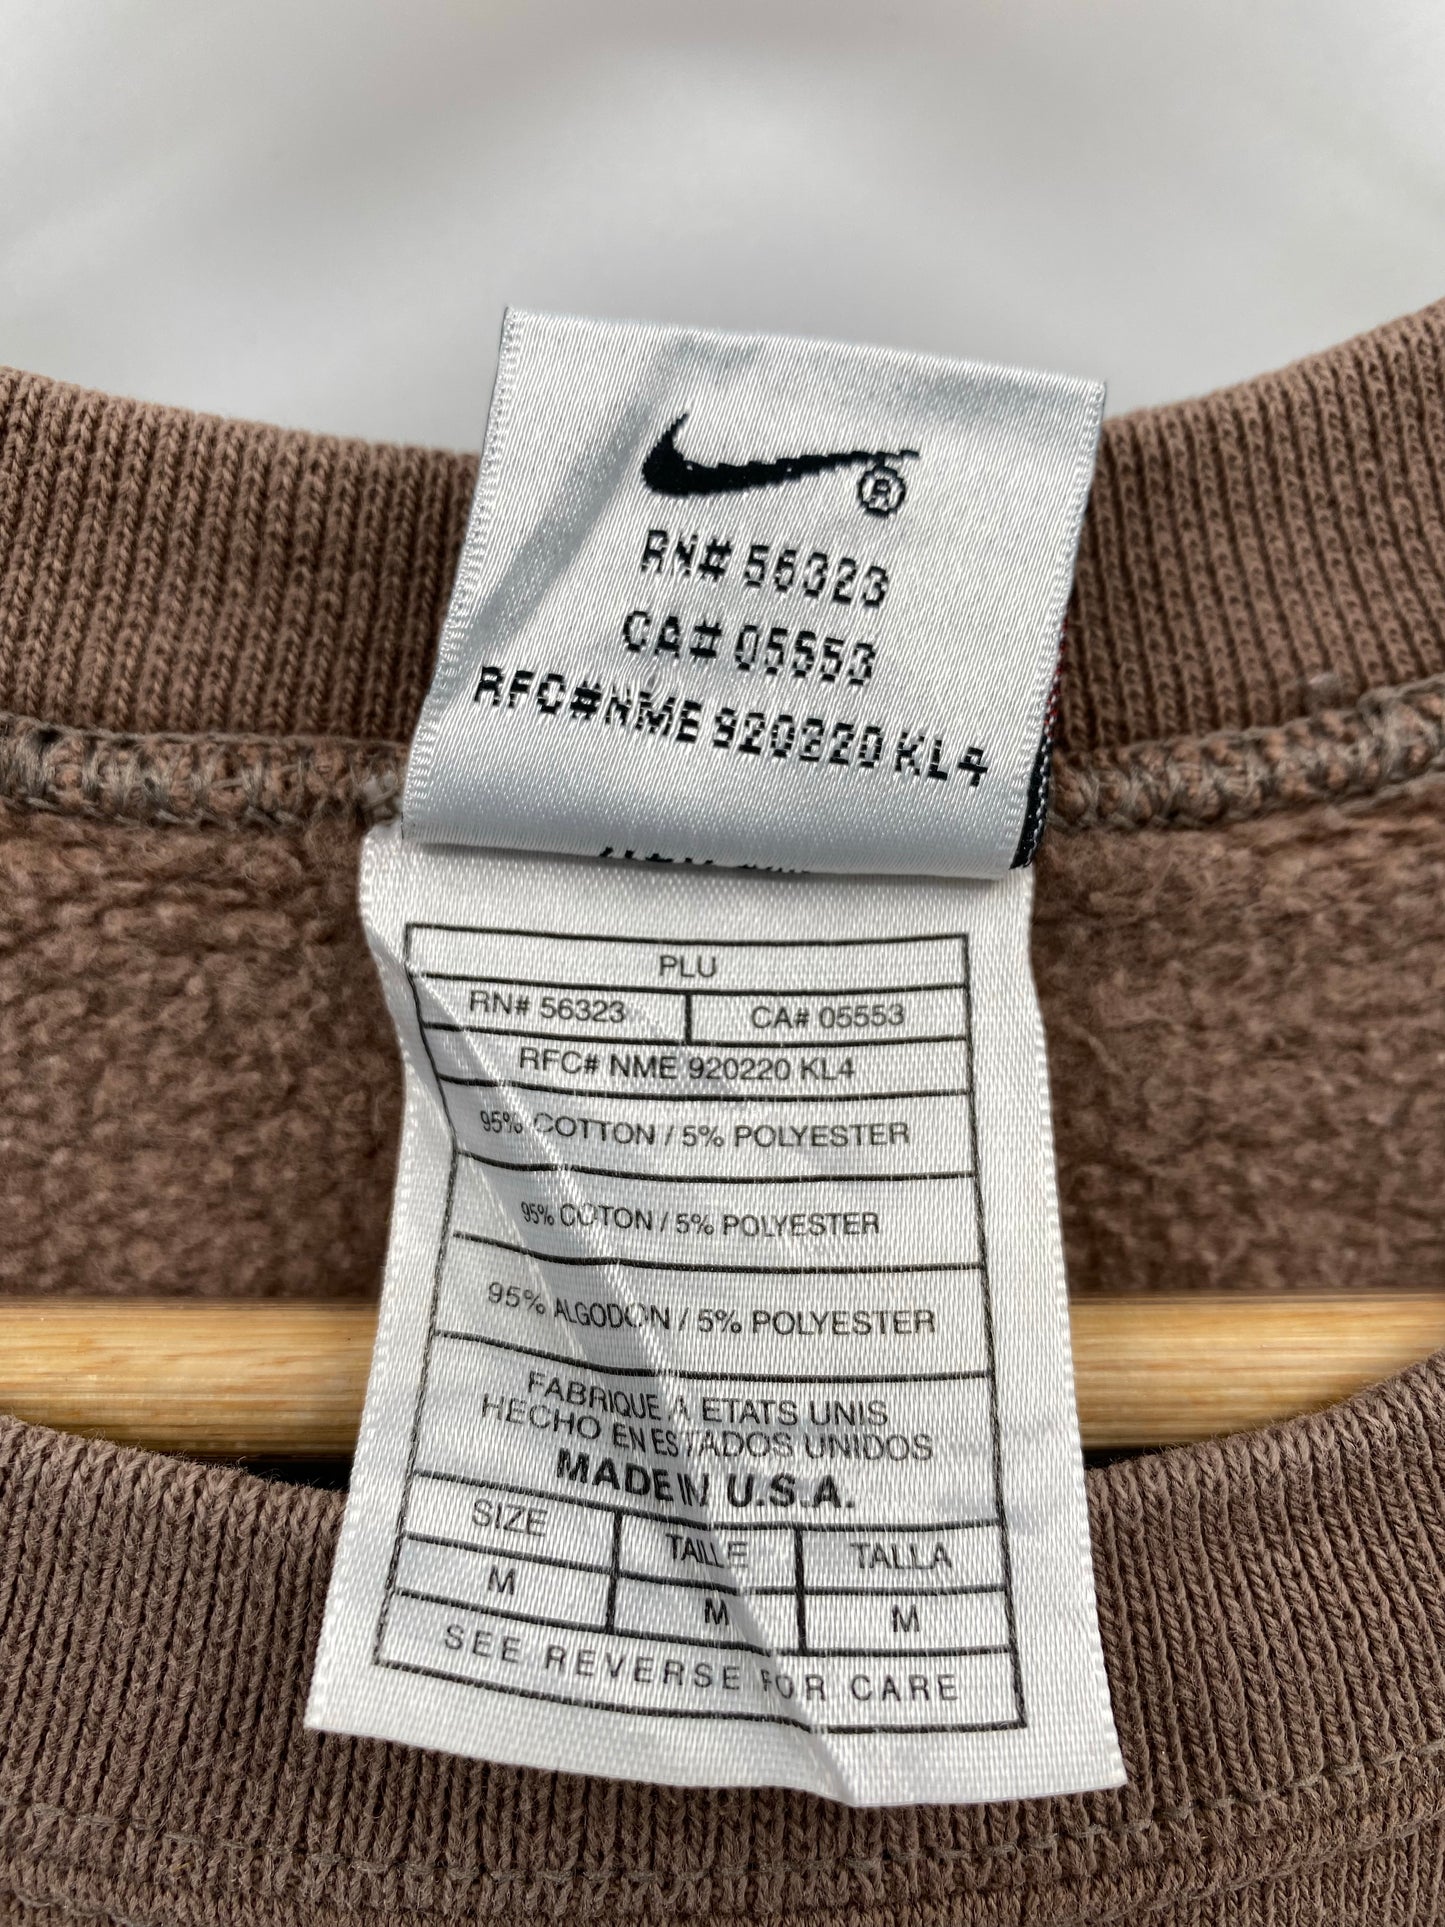 ®
RN# 56323
CA# 05553
RFC#NME 920220 KL4
PLU
RN# 56323 CA# 05553
RFC# NME 920220 KL4
95% COTTON / 5% POLYESTER
95% COTON / 5% POLYESTER
95% ALGODON / 5% POLYESTER
FABRIQUE A ETATS UNIS
HECHO EN ESTADOS UNIDOS
MADE IN U.S.A.
SIZE TAILLE TALLA
M M M
SEE REVERSE FOR CARE